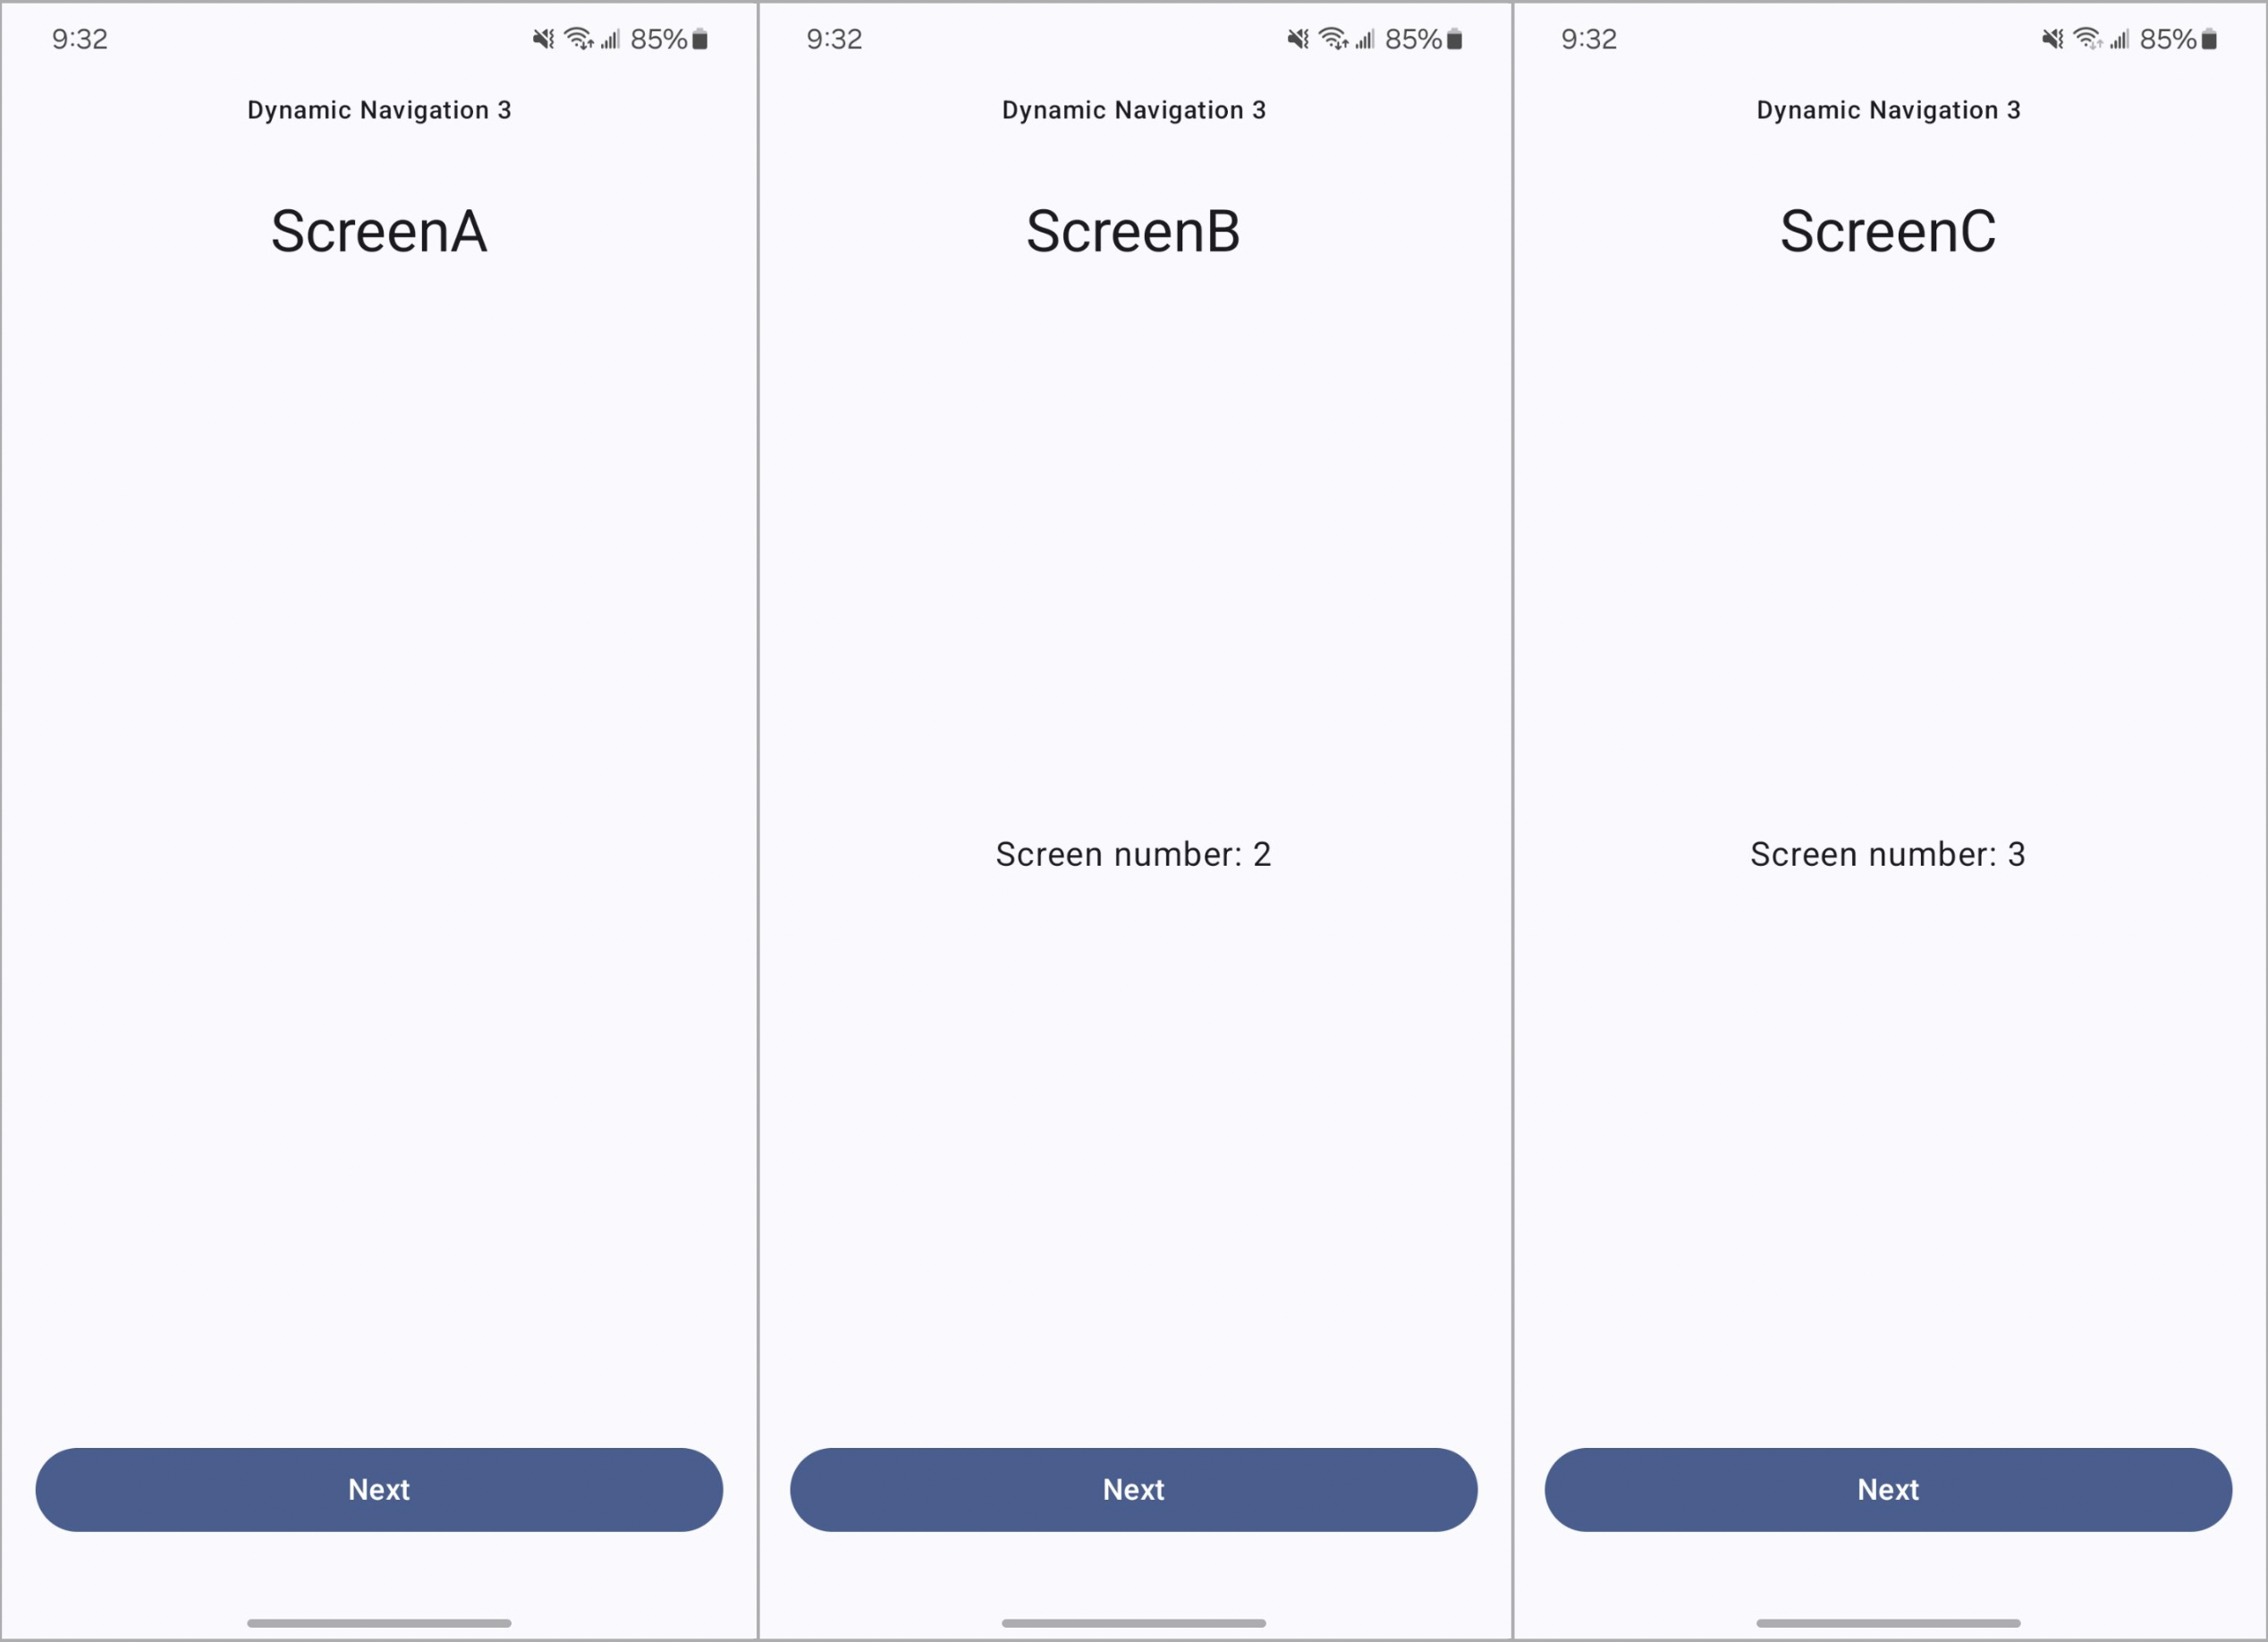 9:32 85%
Dynamic Navigation 3
ScreenA
Next
9:32 85%
Dynamic Navigation 3
ScreenB
Screen number: 2
Next
9:32 85%
Dynamic Navigation 3
ScreenC
Screen number: 3
Next